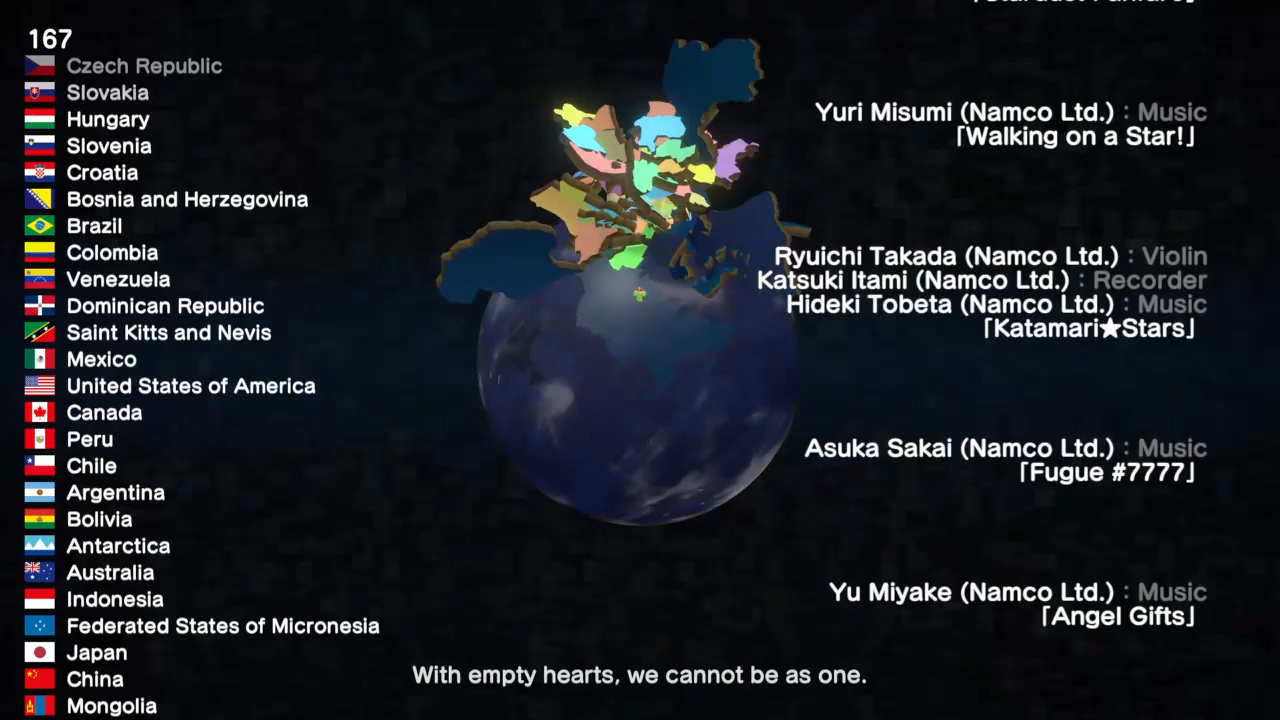 167
Czech Republic
Slovakia
Hungary
Slovenia
Croatia
Bosnia and Herzegovina
Brazil
Colombia
Venezuela
Dominican Republic
Saint Kitts and Nevis
Mexico
United States of America
Canada
Peru
Chile
Argentina
Bolivia
Antarctica
Australia
Indonesia
Federated States of Micronesia
Japan
China
Mongolia
Yuri Misumi (Namco Ltd.) : Music
「Walking on a Star!」
Ryuichi Takada (Namco Ltd.) : Violin
Katsuki Itami (Namco Ltd.) : Recorder
Hideki Tobeta (Namco Ltd.) : Music
「Katamari★Stars」
Asuka Sakai (Namco Ltd.) : Music
「Fugue #7777」
Yu Miyake (Namco Ltd.) : Music
「Angel Gifts」
With empty hearts, we cannot be as one.